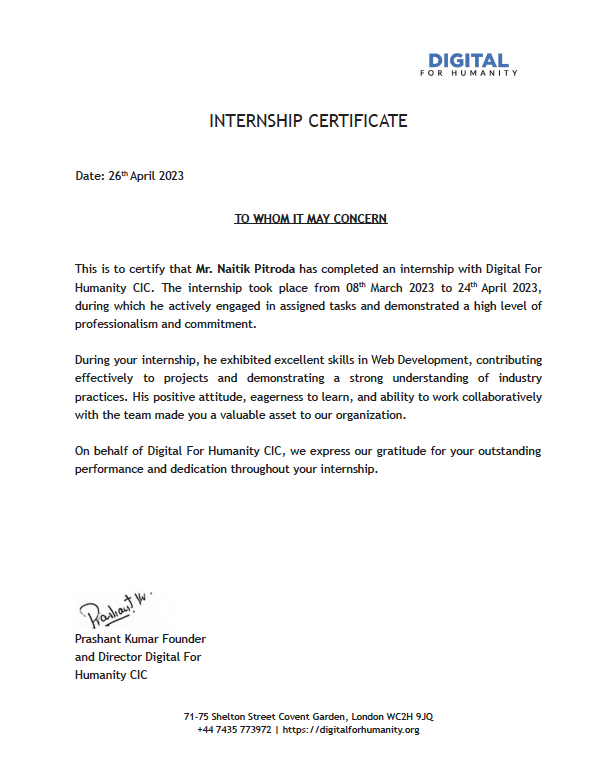 DIGITAL
FOR HUMANITY
INTERNSHIP CERTIFICATE
Date: 26th April 2023
TO WHOM IT MAY CONCERN
This is to certify that Mr. Naitik Pitroda has completed an internship with Digital For
Humanity CIC. The internship took place from 08th March 2023 to 24th April 2023,
during which he actively engaged in assigned tasks and demonstrated a high level of
professionalism and commitment.
During your internship, he exhibited excellent skills in Web Development, contributing
effectively to projects and demonstrating a strong understanding of industry
practices. His positive attitude, eagerness to learn, and ability to work collaboratively
with the team made you a valuable asset to our organization.
On behalf of Digital For Humanity CIC, we express our gratitude for your outstanding
performance and dedication throughout your internship.
Prashant Kr.
Prashant Kumar Founder
and Director Digital For
Humanity CIC
71-75 Shelton Street Covent Garden, London WC2H 9JQ
+44 7435 773972 | https://digitalforhumanity.org